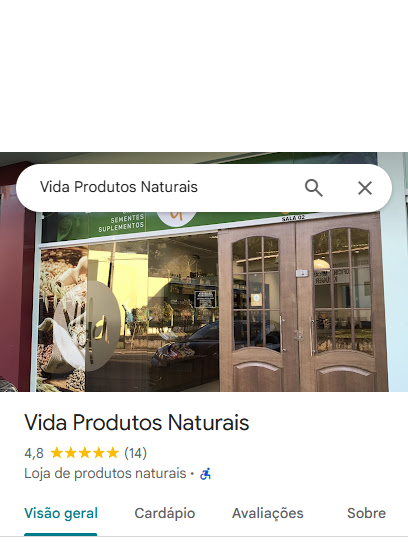 Vida Produtos Naturais
SEMENTES
SUPLEMENTOS
SALA 02
Vida Produtos Naturais
4,8 ★★★★★ (14)
Loja de produtos naturais ·
Visão geral Cardápio Avaliações Sobre